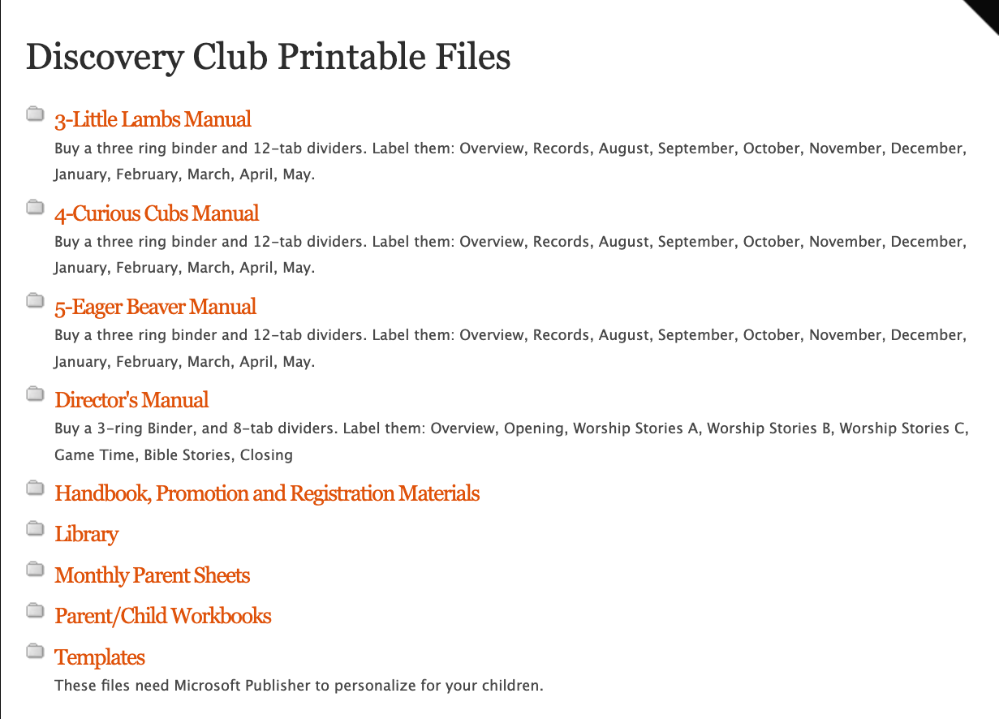 Discovery Club Printable Files
3-Little Lambs Manual
Buy a three ring binder and 12-tab dividers. Label them: Overview, Records, August, September, October, November, December,
January, February, March, April, May.
4-Curious Cubs Manual
Buy a three ring binder and 12-tab dividers. Label them: Overview, Records, August, September, October, November, December,
January, February, March, April, May.
5-Eager Beaver Manual
Buy a three ring binder and 12-tab dividers. Label them: Overview, Records, August, September, October, November, December,
January, February, March, April, May.
Director's Manual
Buy a 3-ring Binder, and 8-tab dividers. Label them: Overview, Opening, Worship Stories A, Worship Stories B, Worship Stories C,
Game Time, Bible Stories, Closing
Handbook, Promotion and Registration Materials
Library
Monthly Parent Sheets
Parent/Child Workbooks
Templates
These files need Microsoft Publisher to personalize for your children.